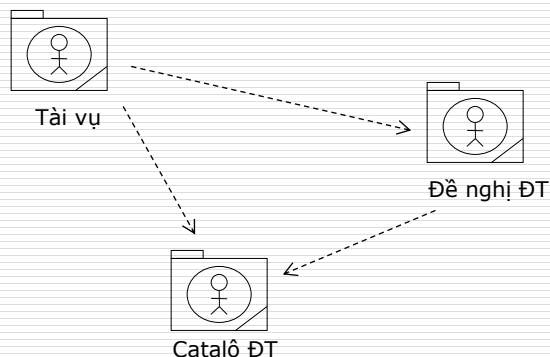 Tài vụ
Đề nghị ĐT
Catalô ĐT